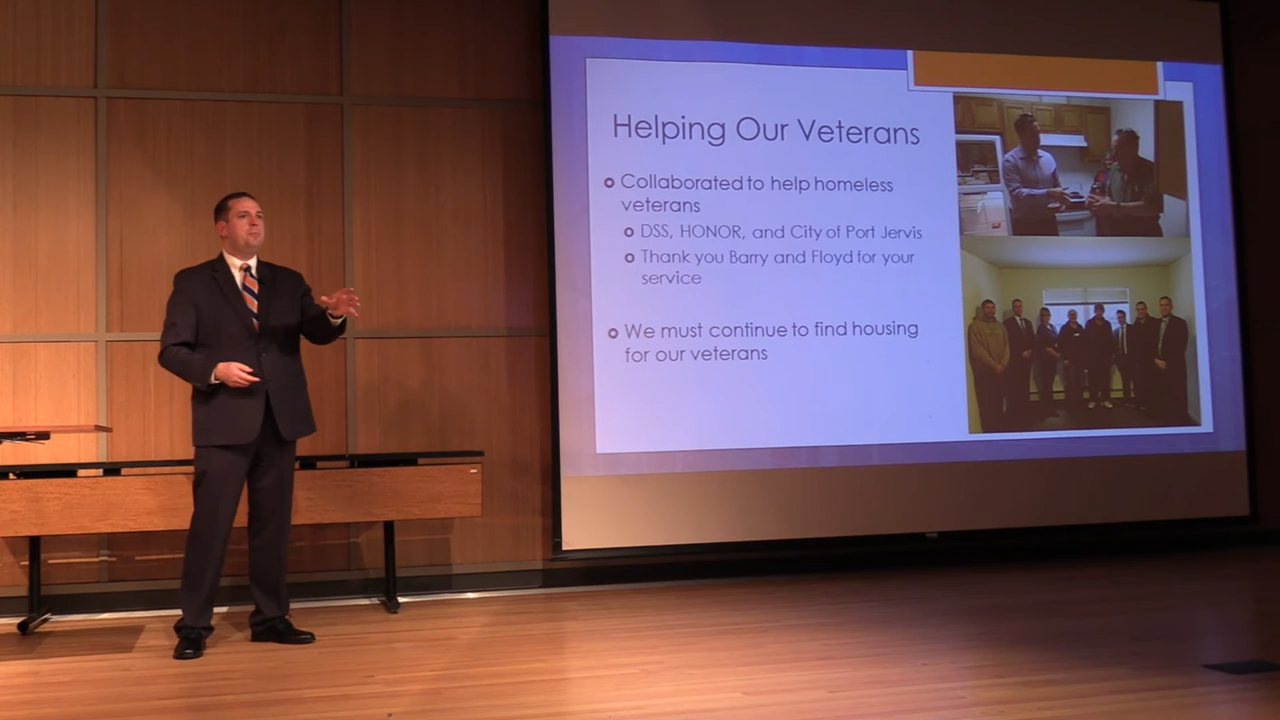 Helping Our Veterans
Collaborated to help homeless
veterans
DSS, HONOR, and City of Port Jervis
Thank you Barry and Floyd for your
service
We must continue to find housing
for our veterans